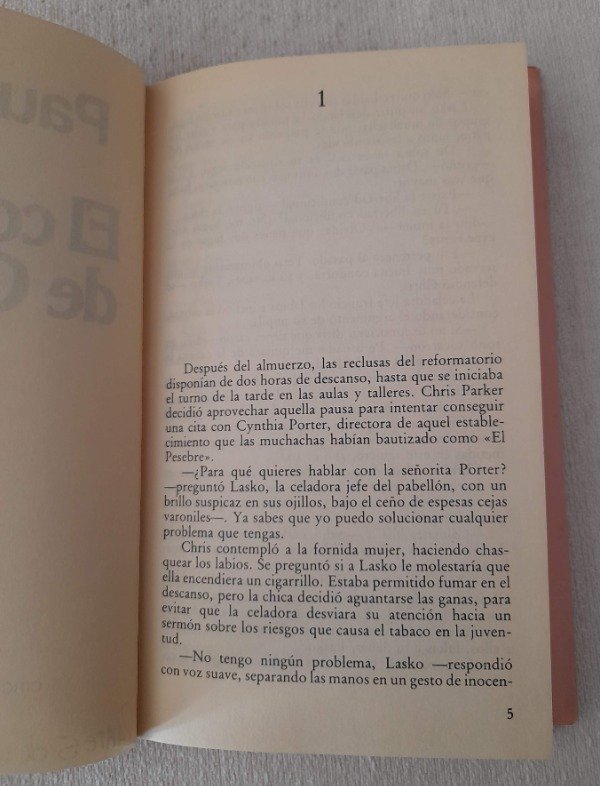 1
Después del almuerzo, las reclusas del reformatorio
disponían de dos horas de descanso, hasta que se iniciaba
el turno de la tarde en las aulas y talleres. Chris Parker
decidió aprovechar aquella pausa para intentar conseguir
una cita con Cynthia Porter, directora de aquel estable-
cimiento que las muchachas habían bautizado como «El
Pesebre».
—¿Para qué quieres hablar con la señorita Porter?
—preguntó Lasko, la celadora jefe del pabellón, con un
brillo suspicaz en sus ojillos, bajo el ceño de espesas cejas
varoniles—. Ya sabes que yo puedo solucionar cualquier
problema que tengas.
Chris contempló a la fornida mujer, haciendo chas-
quear los labios. Se preguntó si a Lasko le molestaría que
ella encendiera un cigarrillo. Estaba permitido fumar en el
descanso, pero la chica decidió aguantarse las ganas, para
evitar que la celadora desviara su atención hacia un
sermón sobre los riesgos que causa el tabaco en la juven-
tud.
—No tengo ningún problema, Lasko —respondió
con voz suave, separando las manos en un gesto de inocen-
5